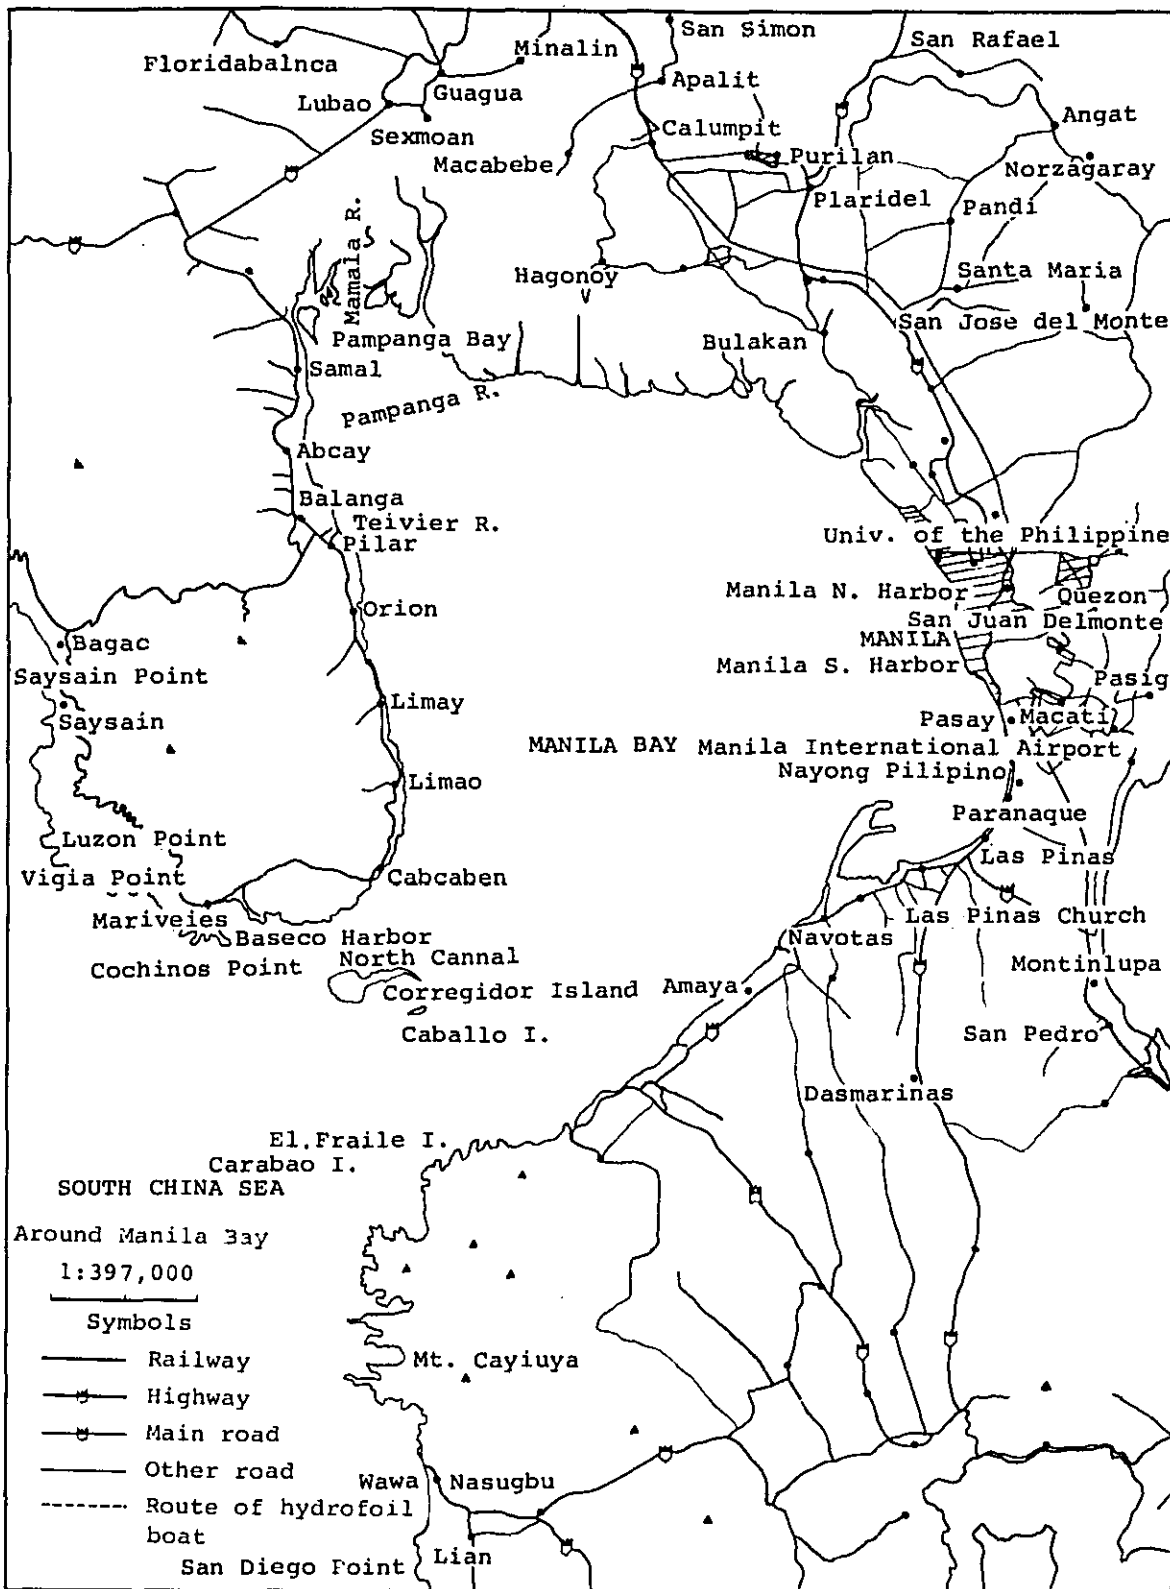 San Simon
Minalin
San Rafael
Floridabalnca
Guagua
Apalit
Lubao
Angat
Sexmoan
Calumpit
Macabebe
Purilan
Norzagaray
Plaridel
Pandi
Mamala R.
Hagonoy
Santa Maria
San Jose del Monte
Pampanga Bay
Bulakan
Samal
Pampanga R.
Abcay
Balanga
Teivier R.
Pilar
Univ. of the Philippine
Manila N. Harbor
Quezon
Orion
San Juan Delmonte
MANILA
Bagac
Manila S. Harbor
Saysain Point
Pasig
Limay
Saysain
Pasay
Macati
MANILA BAY
Manila International Airport
Nayong Pilipino
Limao
Paranaque
Luzon Point
Las Pinas
Vigia Point
Cabcaben
Mariveies
Las Pinas Church
Baseco Harbor
Navotas
North Cannal
Cochinos Point
Montinlupa
Corregidor Island
Amaya
Caballo I.
San Pedro
Dasmarinas
El.Fraile I.
Carabao I.
SOUTH CHINA SEA
Around Manila Bay
1:397,000
Symbols
Railway
Mt. Cayiuya
Highway
Main road
Other road
Wawa
Nasugbu
Route of hydrofoil
boat
Lian
San Diego Point